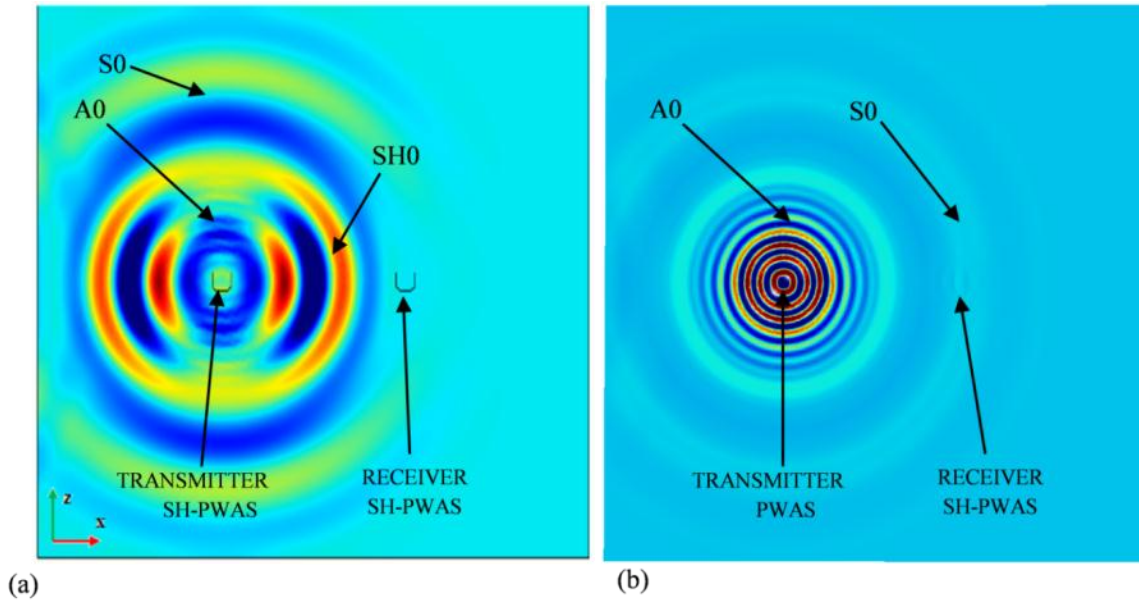 S0
A0
SH0
TRANSMITTER
SH-PWAS
RECEIVER
SH-PWAS
z
x
(a)
A0
S0
TRANSMITTER
PWAS
RECEIVER
SH-PWAS
(b)